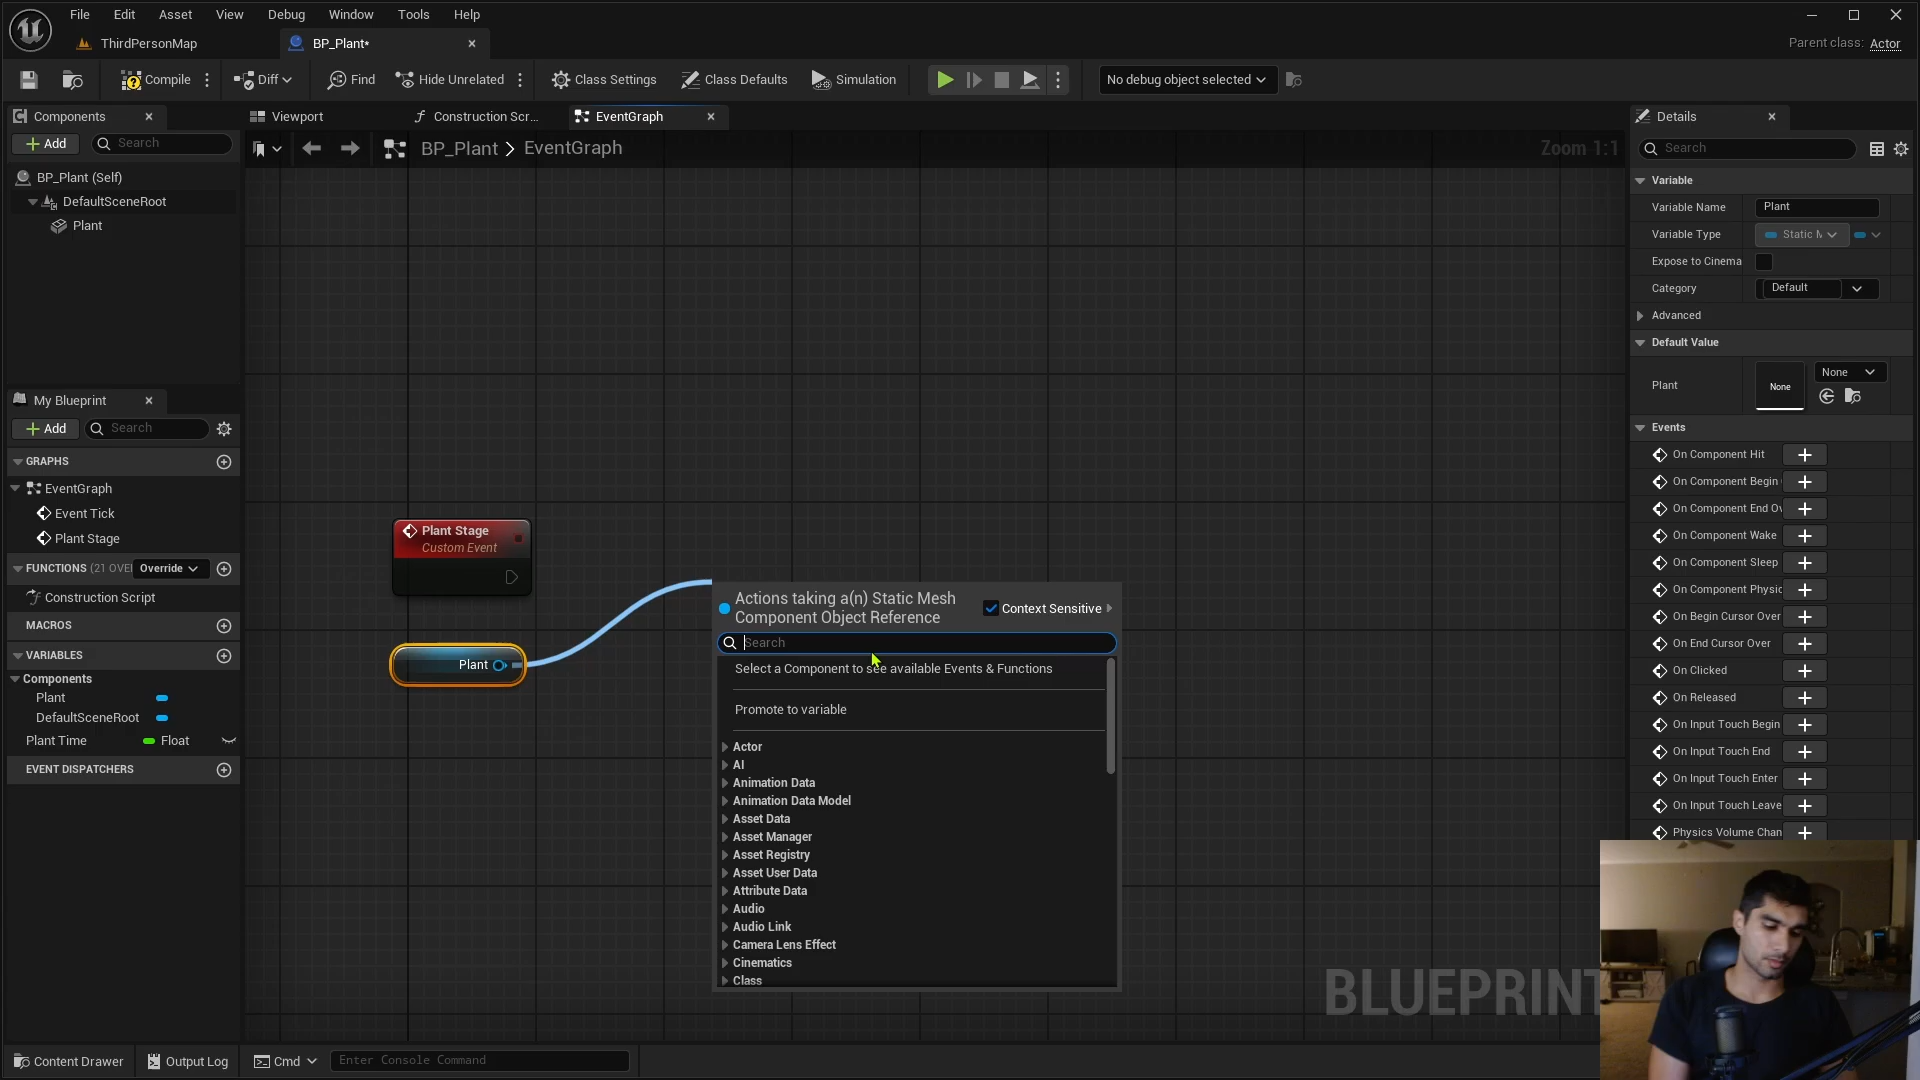 File Edit Asset View Debug Window Tools Help
ThirdPersonMap
BP_Plant*
Parent class: Actor
Compile
Diff
Find
Hide Unrelated
Class Settings
Class Defaults
Simulation
No debug object selected
Components
Add
Search
BP_Plant (Self)
DefaultSceneRoot
Plant
My Blueprint
Add
Search
GRAPHS
EventGraph
Event Tick
Plant Stage
FUNCTIONS (21 OVE
Override
Construction Script
MACROS
VARIABLES
Components
Plant
DefaultSceneRoot
Plant Time
Float
EVENT DISPATCHERS
Viewport
Construction Scr...
EventGraph
BP_Plant > EventGraph
Zoom 1:1
Plant Stage
Custom Event
Plant
Actions taking a(n) Static Mesh
Component Object Reference
Context Sensitive
Search
Select a Component to see available Events & Functions
Promote to variable
Actor
AI
Animation Data
Animation Data Model
Asset Data
Asset Manager
Asset Registry
Asset User Data
Attribute Data
Audio
Audio Link
Camera Lens Effect
Cinematics
Class
BLUEPRINT
Details
Search
Variable
Variable Name
Plant
Variable Type
Static M
Expose to Cinema
Category
Default
Advanced
Default Value
Plant
None
None
Events
On Component Hit
On Component Begin
On Component End Ov
On Component Wake
On Component Sleep
On Component Physic
On Begin Cursor Over
On End Cursor Over
On Clicked
On Released
On Input Touch Begin
On Input Touch End
On Input Touch Enter
On Input Touch Leave
Physics Volume Chan
Content Drawer
Output Log
Cmd
Enter Console Command